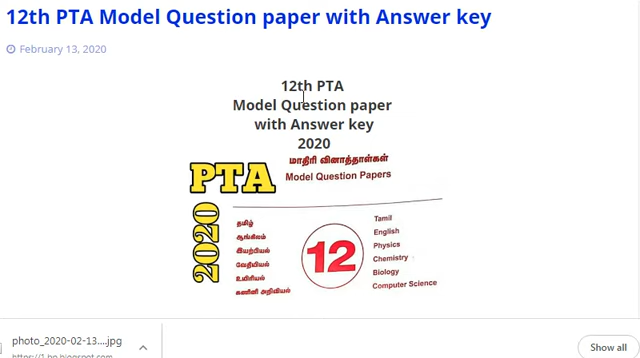 12th PTA Model Question paper with Answer key
February 13, 2020
12th PTA
Model Question paper
with Answer key
2020
மாதிரி வினாத்தாள்கள்
PTA
Model Question Papers
2020
தமிழ்
ஆங்கிலம்
இயற்பியல்
வேதியியல்
உயிரியல்
கணினி அறிவியல்
12
Tamil
English
Physics
Chemistry
Biology
Computer Science
photo_2020-02-13....jpg
Show all